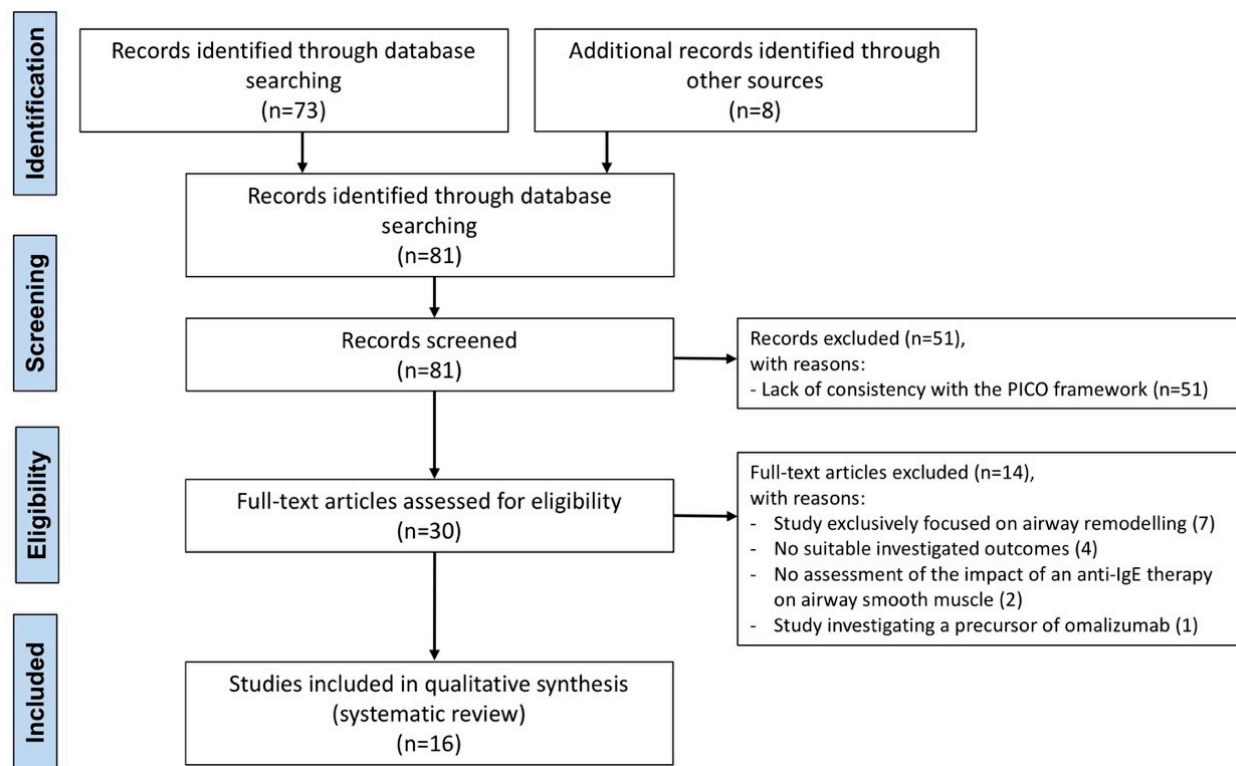 Identification
Records identified through database
searching
(n=73)
Additional records identified through
other sources
(n=8)
Records identified through database
searching
(n=81)
Screening
Records screened
(n=81)
Records excluded (n=51),
with reasons:
- Lack of consistency with the PICO framework (n=51)
Eligibility
Full-text articles assessed for eligibility
(n=30)
Full-text articles excluded (n=14),
with reasons:
- Study exclusively focused on airway remodelling (7)
- No suitable investigated outcomes (4)
- No assessment of the impact of an anti-IgE therapy
on airway smooth muscle (2)
- Study investigating a precursor of omalizumab (1)
Included
Studies included in qualitative synthesis
(systematic review)
(n=16)